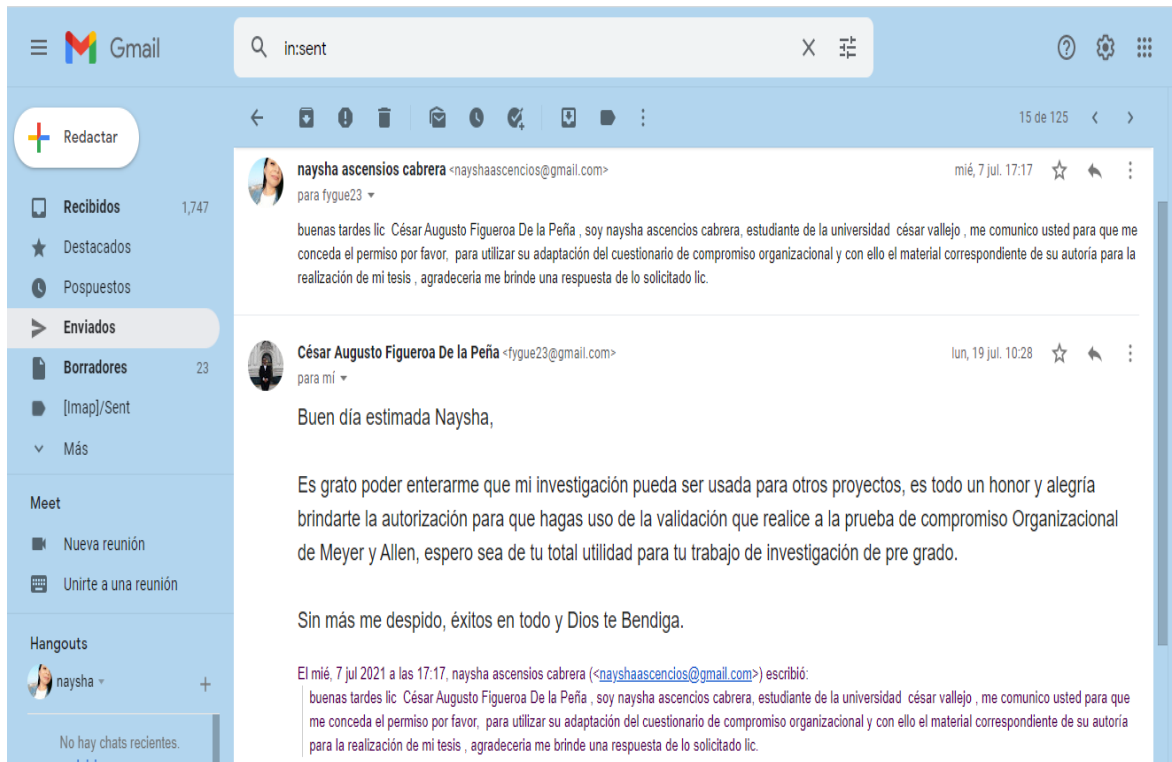 Gmail
in:sent
Redactar
15 de 125
Recibidos 1,747
Destacados
Pospuestos
Enviados
Borradores 23
[Imap]/Sent
Más
Meet
Nueva reunión
Unirte a una reunión
Hangouts
naysha
No hay chats recientes.
naysha ascensios cabrera <nayshaascencios@gmail.com> mié, 7 jul. 17:17
para fygue23
buenas tardes lic César Augusto Figueroa De la Peña , soy naysha ascencios cabrera, estudiante de la universidad césar vallejo , me comunico usted para que me
conceda el permiso por favor, para utilizar su adaptación del cuestionario de compromiso organizacional y con ello el material correspondiente de su autoría para la
realización de mi tesis , agradeceria me brinde una respuesta de lo solicitado lic.
César Augusto Figueroa De la Peña <fygue23@gmail.com> lun, 19 jul. 10:28
para mí
Buen día estimada Naysha,
Es grato poder enterarme que mi investigación pueda ser usada para otros proyectos, es todo un honor y alegría
brindarte la autorización para que hagas uso de la validación que realice a la prueba de compromiso Organizacional
de Meyer y Allen, espero sea de tu total utilidad para tu trabajo de investigación de pre grado.
Sin más me despido, éxitos en todo y Dios te Bendiga.
El mié, 7 jul 2021 a las 17:17, naysha ascensios cabrera (<nayshaascencios@gmail.com>) escribió:
buenas tardes lic César Augusto Figueroa De la Peña , soy naysha ascencios cabrera, estudiante de la universidad césar vallejo , me comunico usted para que
me conceda el permiso por favor, para utilizar su adaptación del cuestionario de compromiso organizacional y con ello el material correspondiente de su autoría
para la realización de mi tesis , agradeceria me brinde una respuesta de lo solicitado lic.